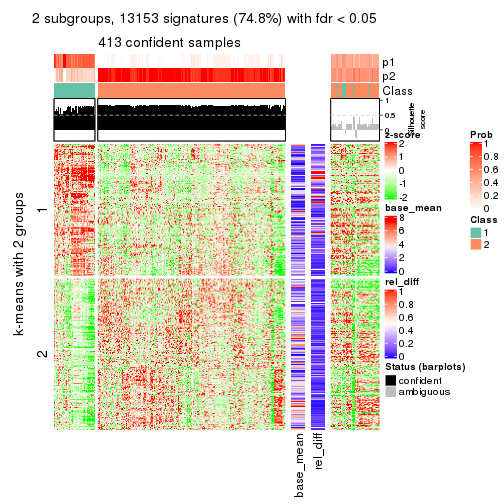 2 subgroups, 13153 signatures (74.8%) with fdr < 0.05
413 confident samples
p1
p2
Class
1
0.5
0
Silhouette
score
k-means with 2 groups
1
2
base_mean
rel_diff
z-score
2
1
0
-1
-2
base_mean
8
6
4
2
0
rel_diff
1
0.8
0.6
0.4
0.2
0
Status (barplots)
confident
ambiguous
Prob
1
0.8
0.6
0.4
0.2
0
Class
1
2